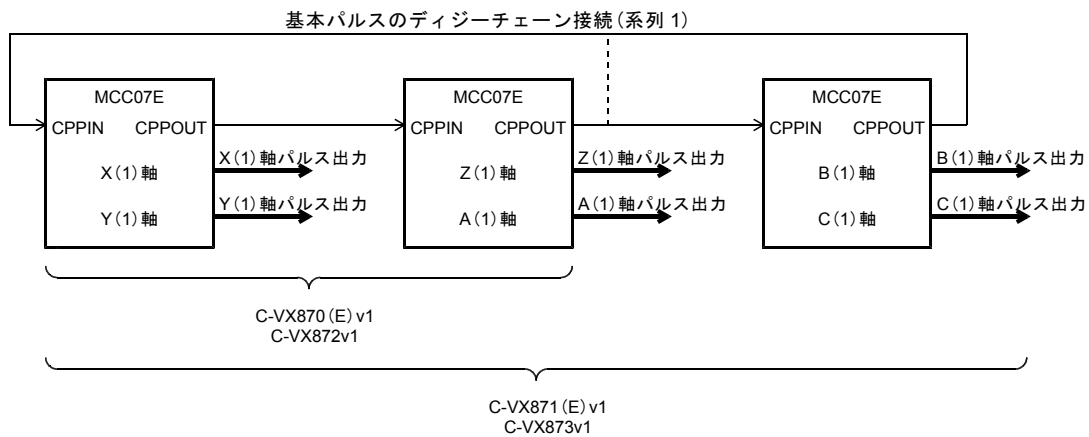 基本パルスのディジーチェーン接続(系列 1)
MCC07E
CPPIN CPPOUT
X(1)軸
Y(1)軸
X(1)軸パルス出力
Y(1)軸パルス出力
MCC07E
CPPIN CPPOUT
Z(1)軸
A(1)軸
Z(1)軸パルス出力
A(1)軸パルス出力
MCC07E
CPPIN CPPOUT
B(1)軸
C(1)軸
B(1)軸パルス出力
C(1)軸パルス出力
C-VX870(E)v1
C-VX872v1
C-VX871(E)v1
C-VX873v1